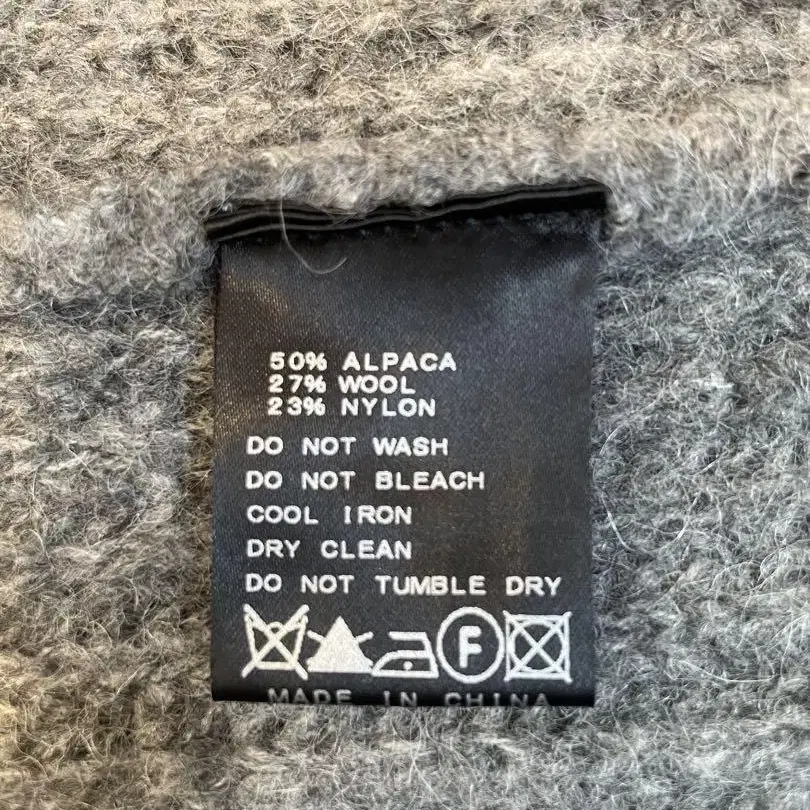 50% ALPACA
27% WOOL
23% NYLON
DO NOT WASH
DO NOT BLEACH
COOL IRON
DRY CLEAN
DO NOT TUMBLE DRY
F
MADE IN CHINA